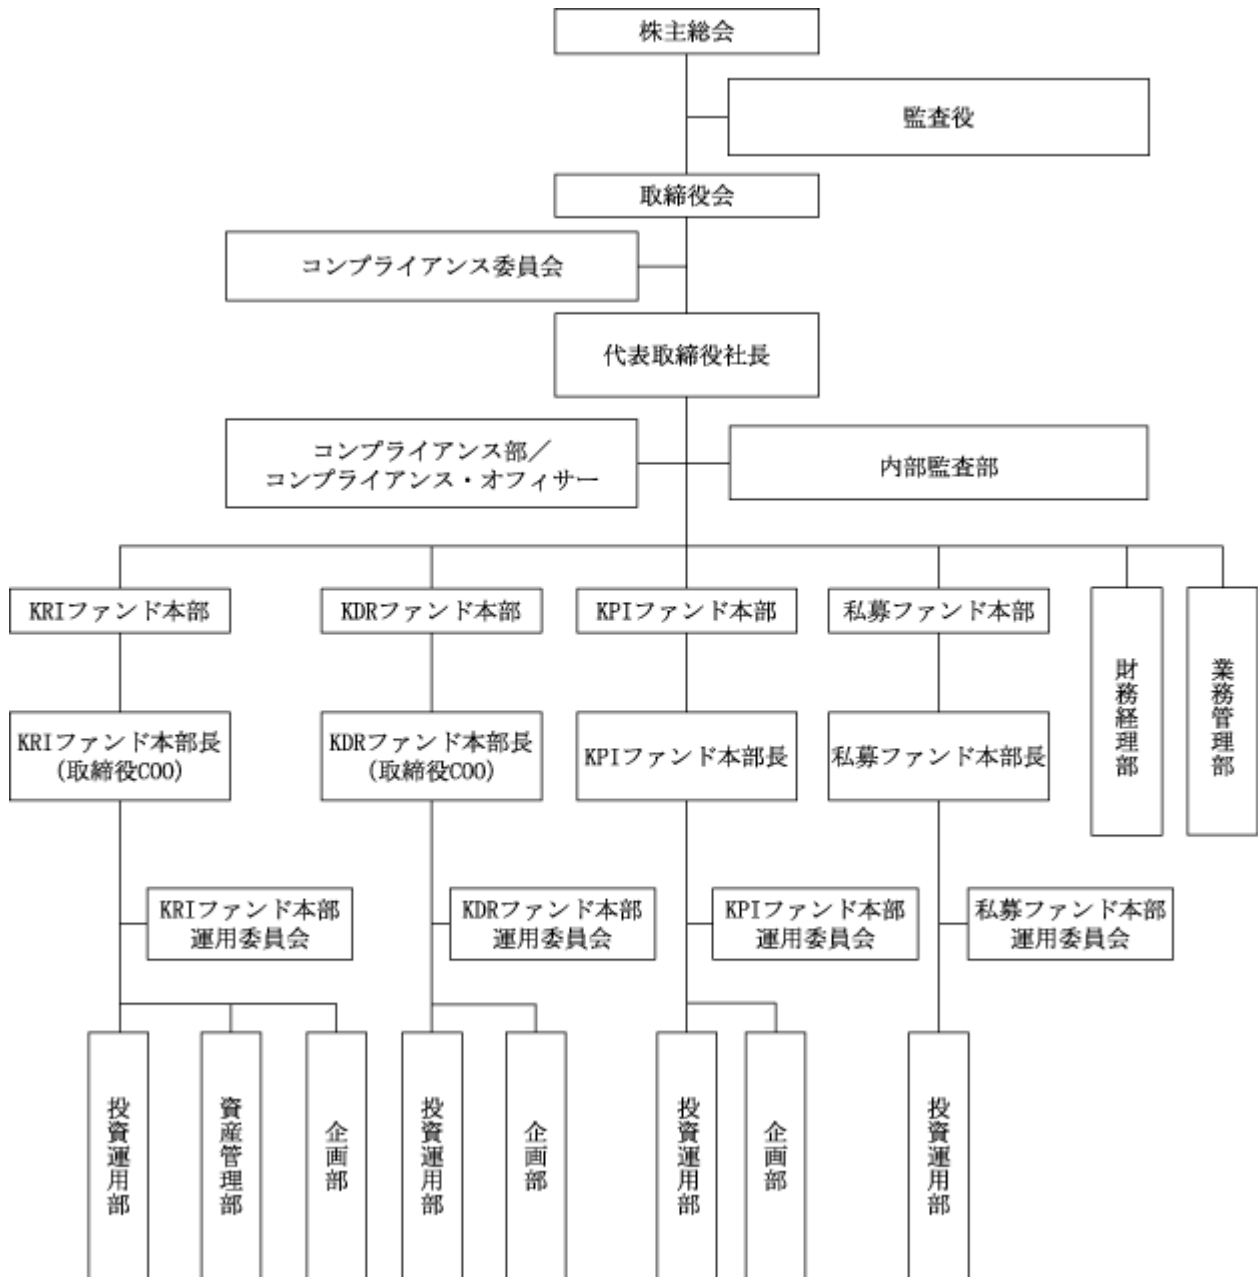 株主総会
監査役
取締役会
コンプライアンス委員会
代表取締役社長
コンプライアンス部／
コンプライアンス・オフィサー
内部監査部
KRIファンド本部
KDRファンド本部
KPIファンド本部
私募ファンド本部
財務経理部
業務管理部
KRIファンド本部長
(取締役COO)
KDRファンド本部長
(取締役COO)
KPIファンド本部長
私募ファンド本部長
KRIファンド本部
運用委員会
KDRファンド本部
運用委員会
KPIファンド本部
運用委員会
私募ファンド本部
運用委員会
投資運用部
資産管理部
企画部
投資運用部
企画部
投資運用部
企画部
投資運用部